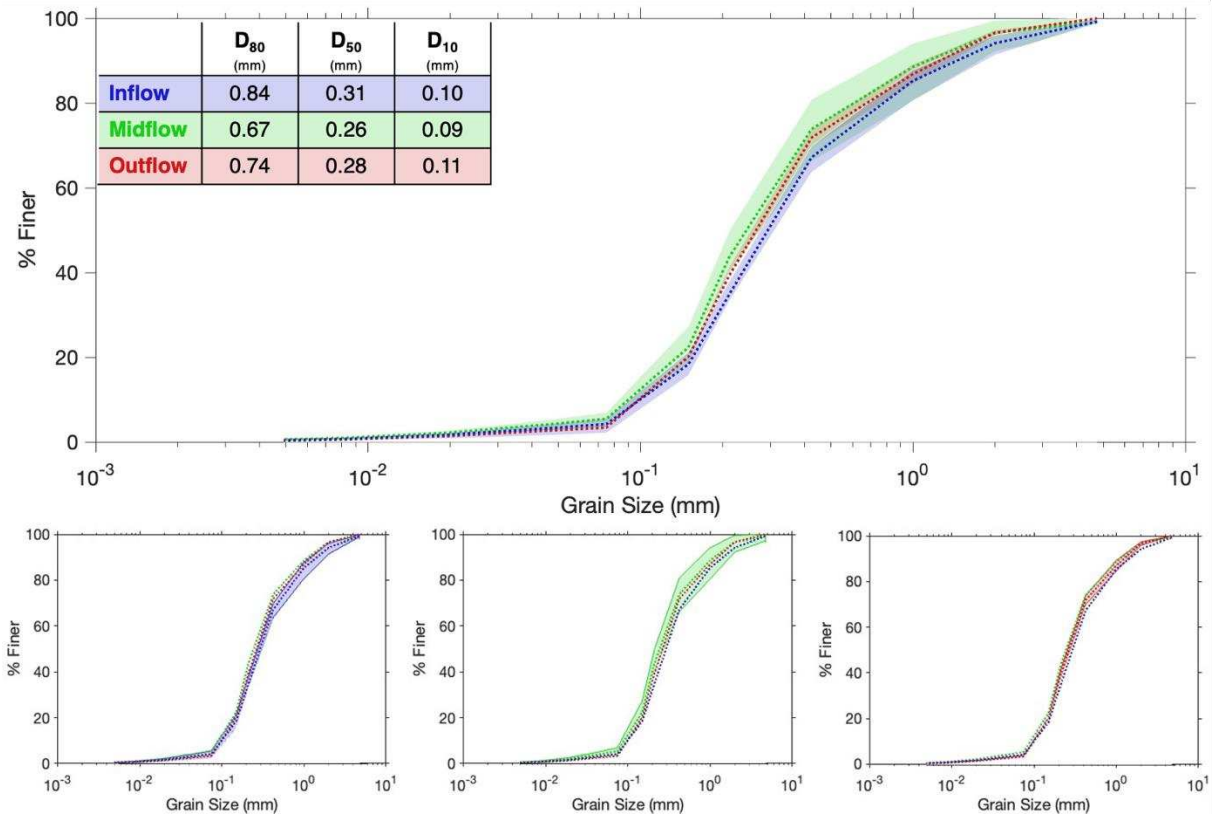 D80 D50 D10
(mm) (mm) (mm)
Inflow 0.84 0.31 0.10
Midflow 0.67 0.26 0.09
Outflow 0.74 0.28 0.11
100
80
60
40
20
0
% Finer
10-3 10-2 10-1 100 101
Grain Size (mm)
100
80
60
40
20
0
% Finer
10-3 10-2 10-1 100 101
Grain Size (mm)
100
80
60
40
20
0
% Finer
10-3 10-2 10-1 100 101
Grain Size (mm)
100
80
60
40
20
0
% Finer
10-3 10-2 10-1 100 101
Grain Size (mm)